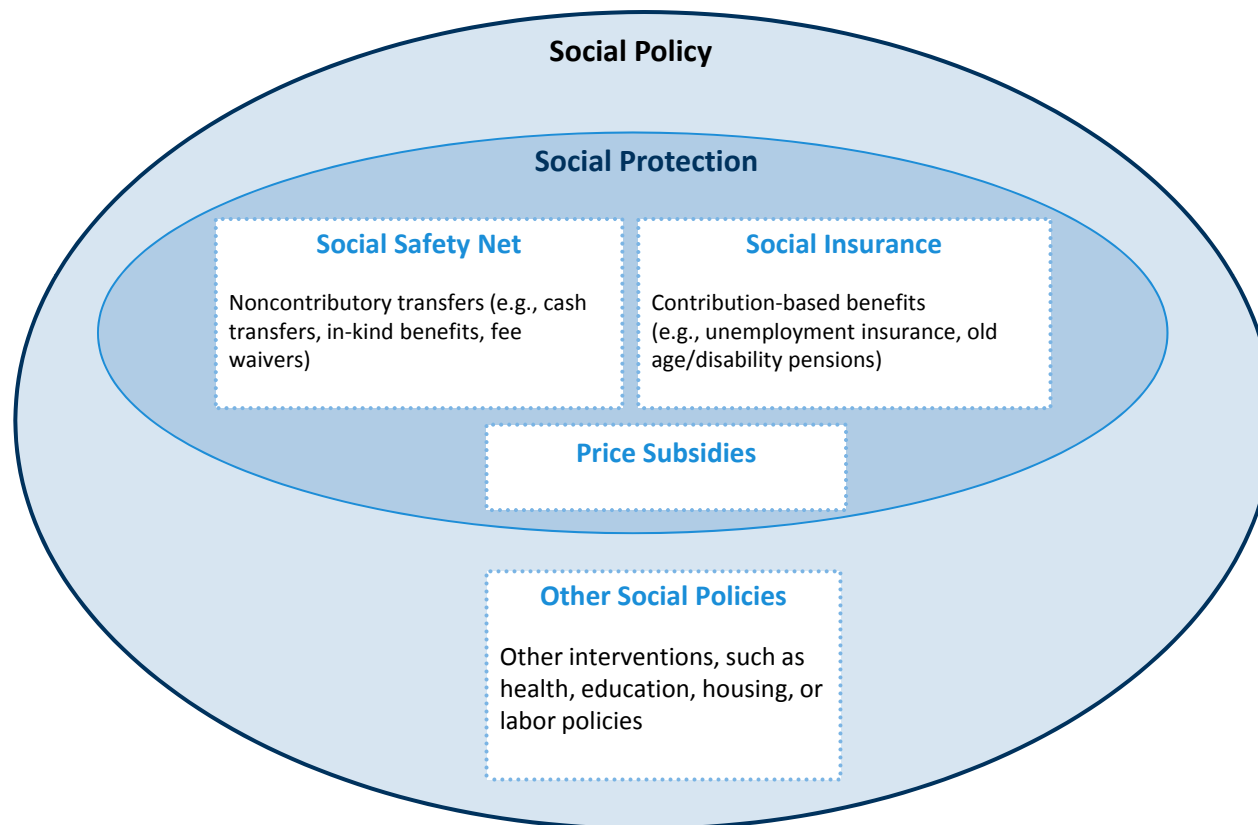 Social Policy
Social Protection
Social Safety Net
Noncontributory transfers (e.g., cash
transfers, in-kind benefits, fee
waivers)
Social Insurance
Contribution-based benefits
(e.g., unemployment insurance, old
age/disability pensions)
Price Subsidies
Other Social Policies
Other interventions, such as
health, education, housing, or
labor policies